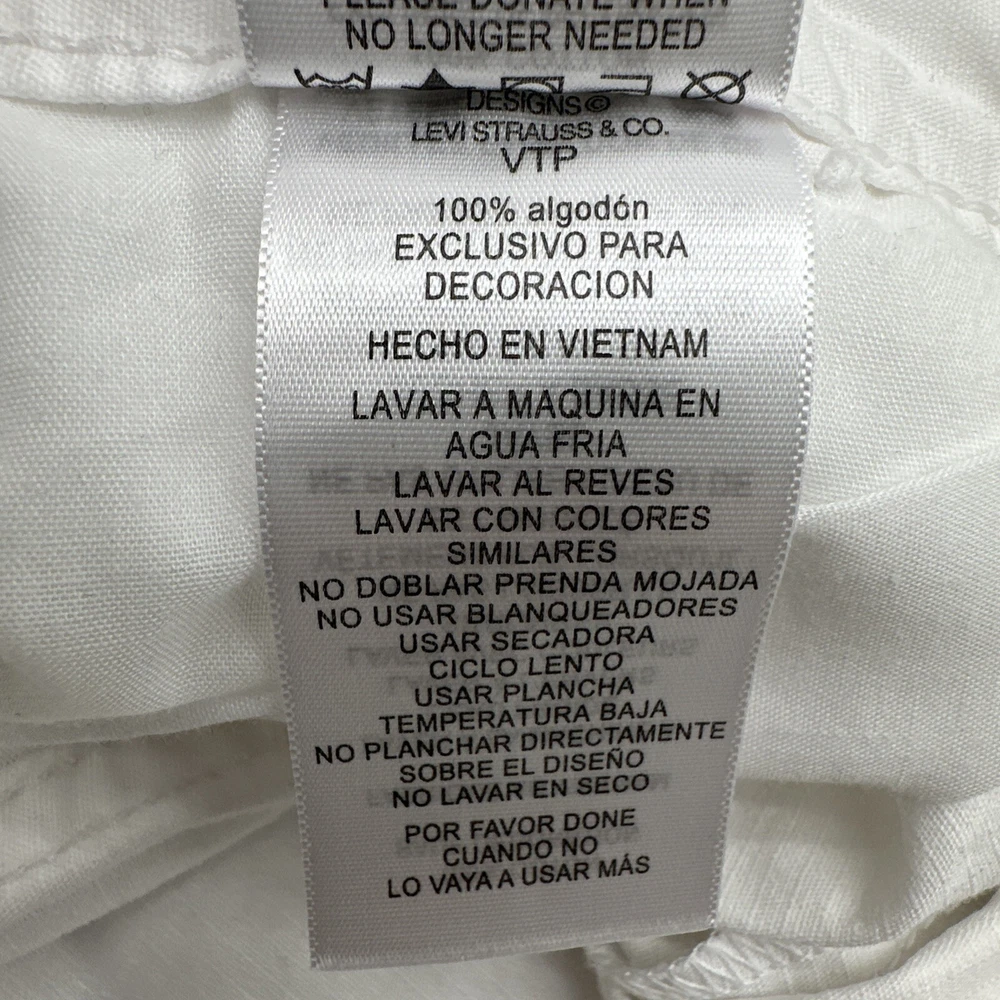 PLEASE DONATE WHEN
NO LONGER NEEDED
DESIGNS©
LEVI STRAUSS & CO.
VTP
100% algodón
EXCLUSIVO PARA
DECORACION
HECHO EN VIETNAM
LAVAR A MAQUINA EN
AGUA FRIA
LAVAR AL REVES
LAVAR CON COLORES
SIMILARES
NO DOBLAR PRENDA MOJADA
NO USAR BLANQUEADORES
USAR SECADORA
CICLO LENTO
USAR PLANCHA
TEMPERATURA BAJA
NO PLANCHAR DIRECTAMENTE
SOBRE EL DISEÑO
NO LAVAR EN SECO
POR FAVOR DONE
CUANDO NO
LO VAYA A USAR MÁS